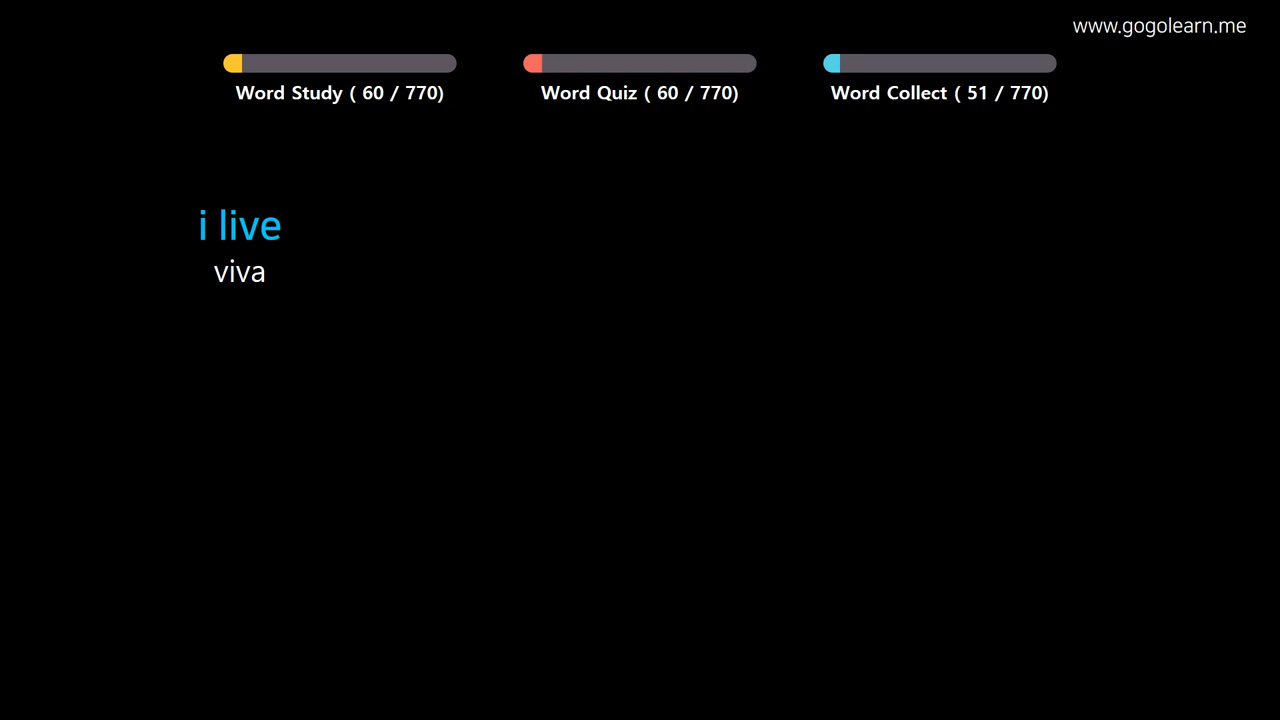 www.gogolearn.me
Word Study ( 60 / 770)
Word Quiz ( 60 / 770)
Word Collect ( 51 / 770)
i live
viva